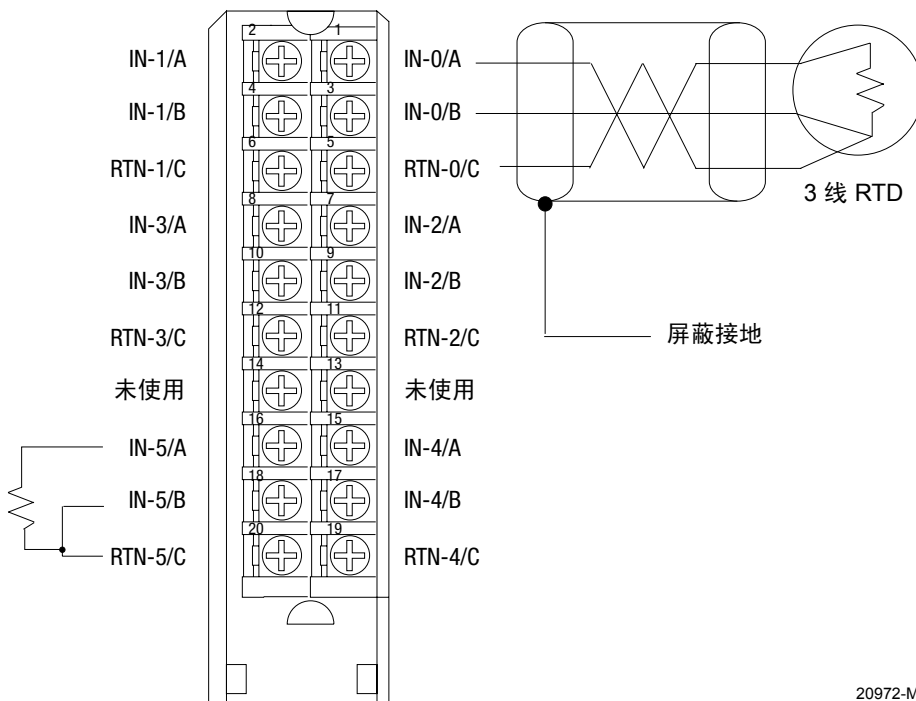 2 1
IN-1/A IN-0/A
4 3
IN-1/B IN-0/B
6 5
RTN-1/C RTN-0/C
3 线 RTD
8 7
IN-3/A IN-2/A
10 9
IN-3/B IN-2/B
12 11
RTN-3/C RTN-2/C
屏蔽接地
14 13
未使用 未使用
16 15
IN-5/A IN-4/A
18 17
IN-5/B IN-4/B
20 19
RTN-5/C RTN-4/C
20972-M